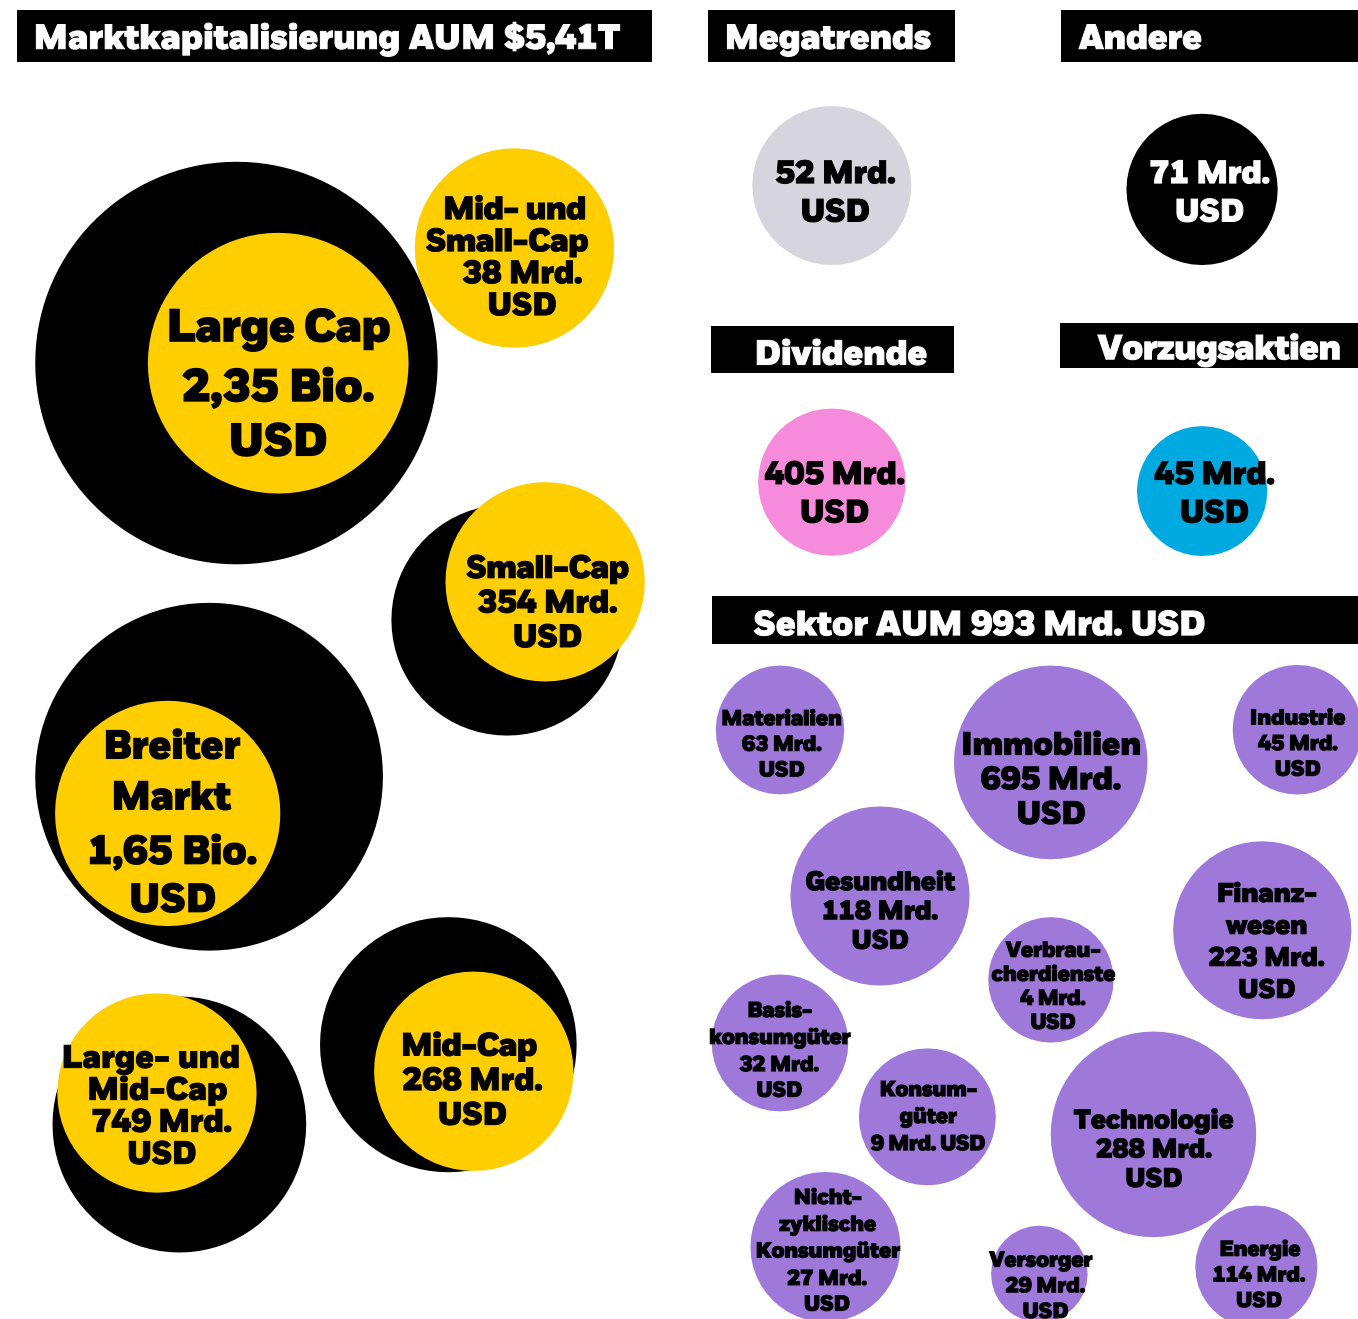 Marktkapitalisierung AUM $5,41T
Large Cap
2,35 Bio.
USD
Mid- und
Small-Cap
38 Mrd.
USD
Small-Cap
354 Mrd.
USD
Breiter
Markt
1,65 Bio.
USD
Large- und
Mid-Cap
749 Mrd.
USD
Mid-Cap
268 Mrd.
USD
Megatrends
52 Mrd.
USD
Andere
71 Mrd.
USD
Dividende
405 Mrd.
USD
Vorzugsaktien
45 Mrd.
USD
Sektor AUM 993 Mrd. USD
Materialien
63 Mrd.
USD
Immobilien
695 Mrd.
USD
Industrie
45 Mrd.
USD
Gesundheit
118 Mrd.
USD
Finanz-
wesen
223 Mrd.
USD
Verbrau-
cherdienste
4 Mrd.
USD
Basis-
konsumgüter
32 Mrd.
USD
Konsum-
güter
9 Mrd. USD
Technologie
288 Mrd.
USD
Nicht-
zyklische
Konsumgüter
27 Mrd.
USD
Versorger
29 Mrd.
USD
Energie
114 Mrd.
USD